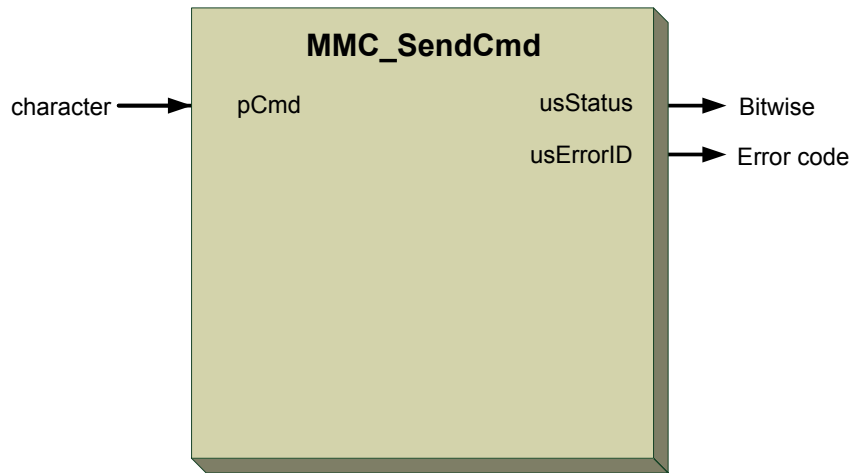 MMC_SendCmd
character pCmd usStatus Bitwise
usErrorID Error code